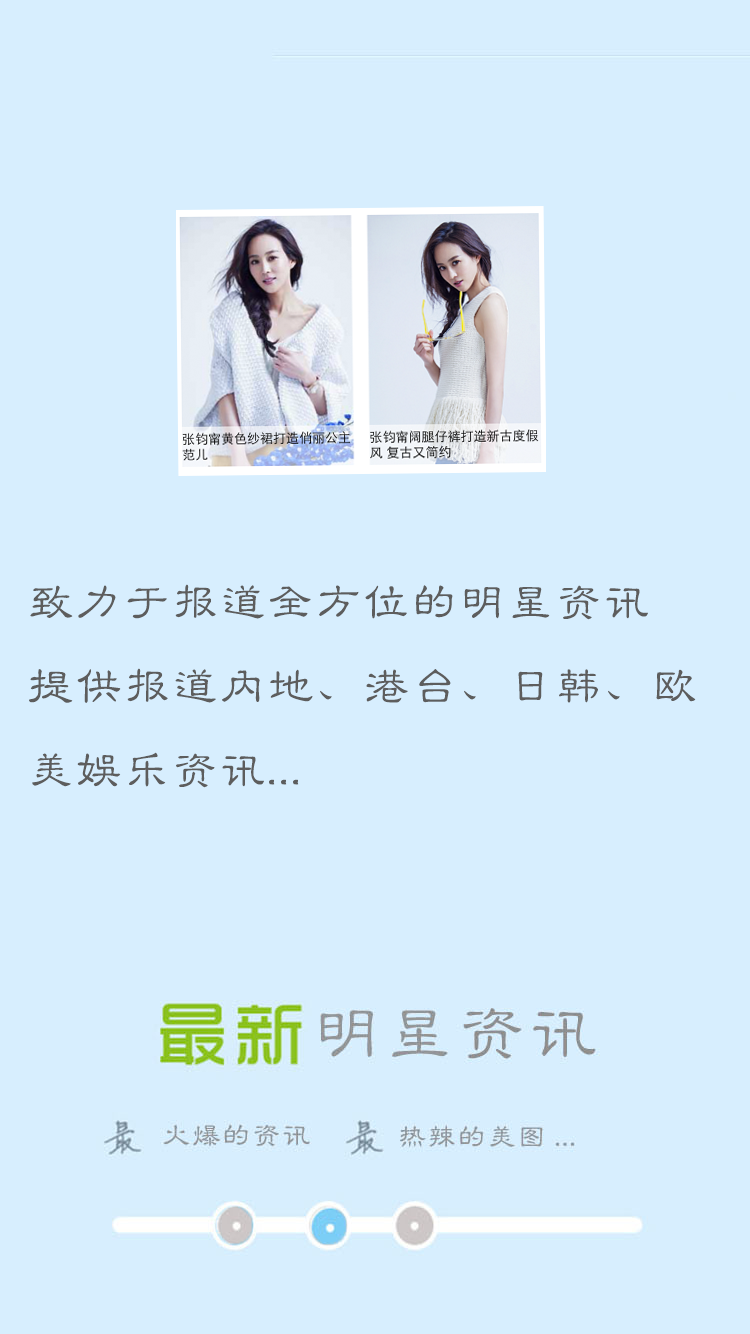 张钧甯黄色纱裙打造俏丽公主
范儿
张钧甯阔腿仔裤打造新古度假
风 复古又简约
致力于报道全方位的明星资讯
提供报道内地、港台、日韩、欧
美娱乐资讯...
最新明星资讯
最 火爆的资讯 最 热辣的美图 ...